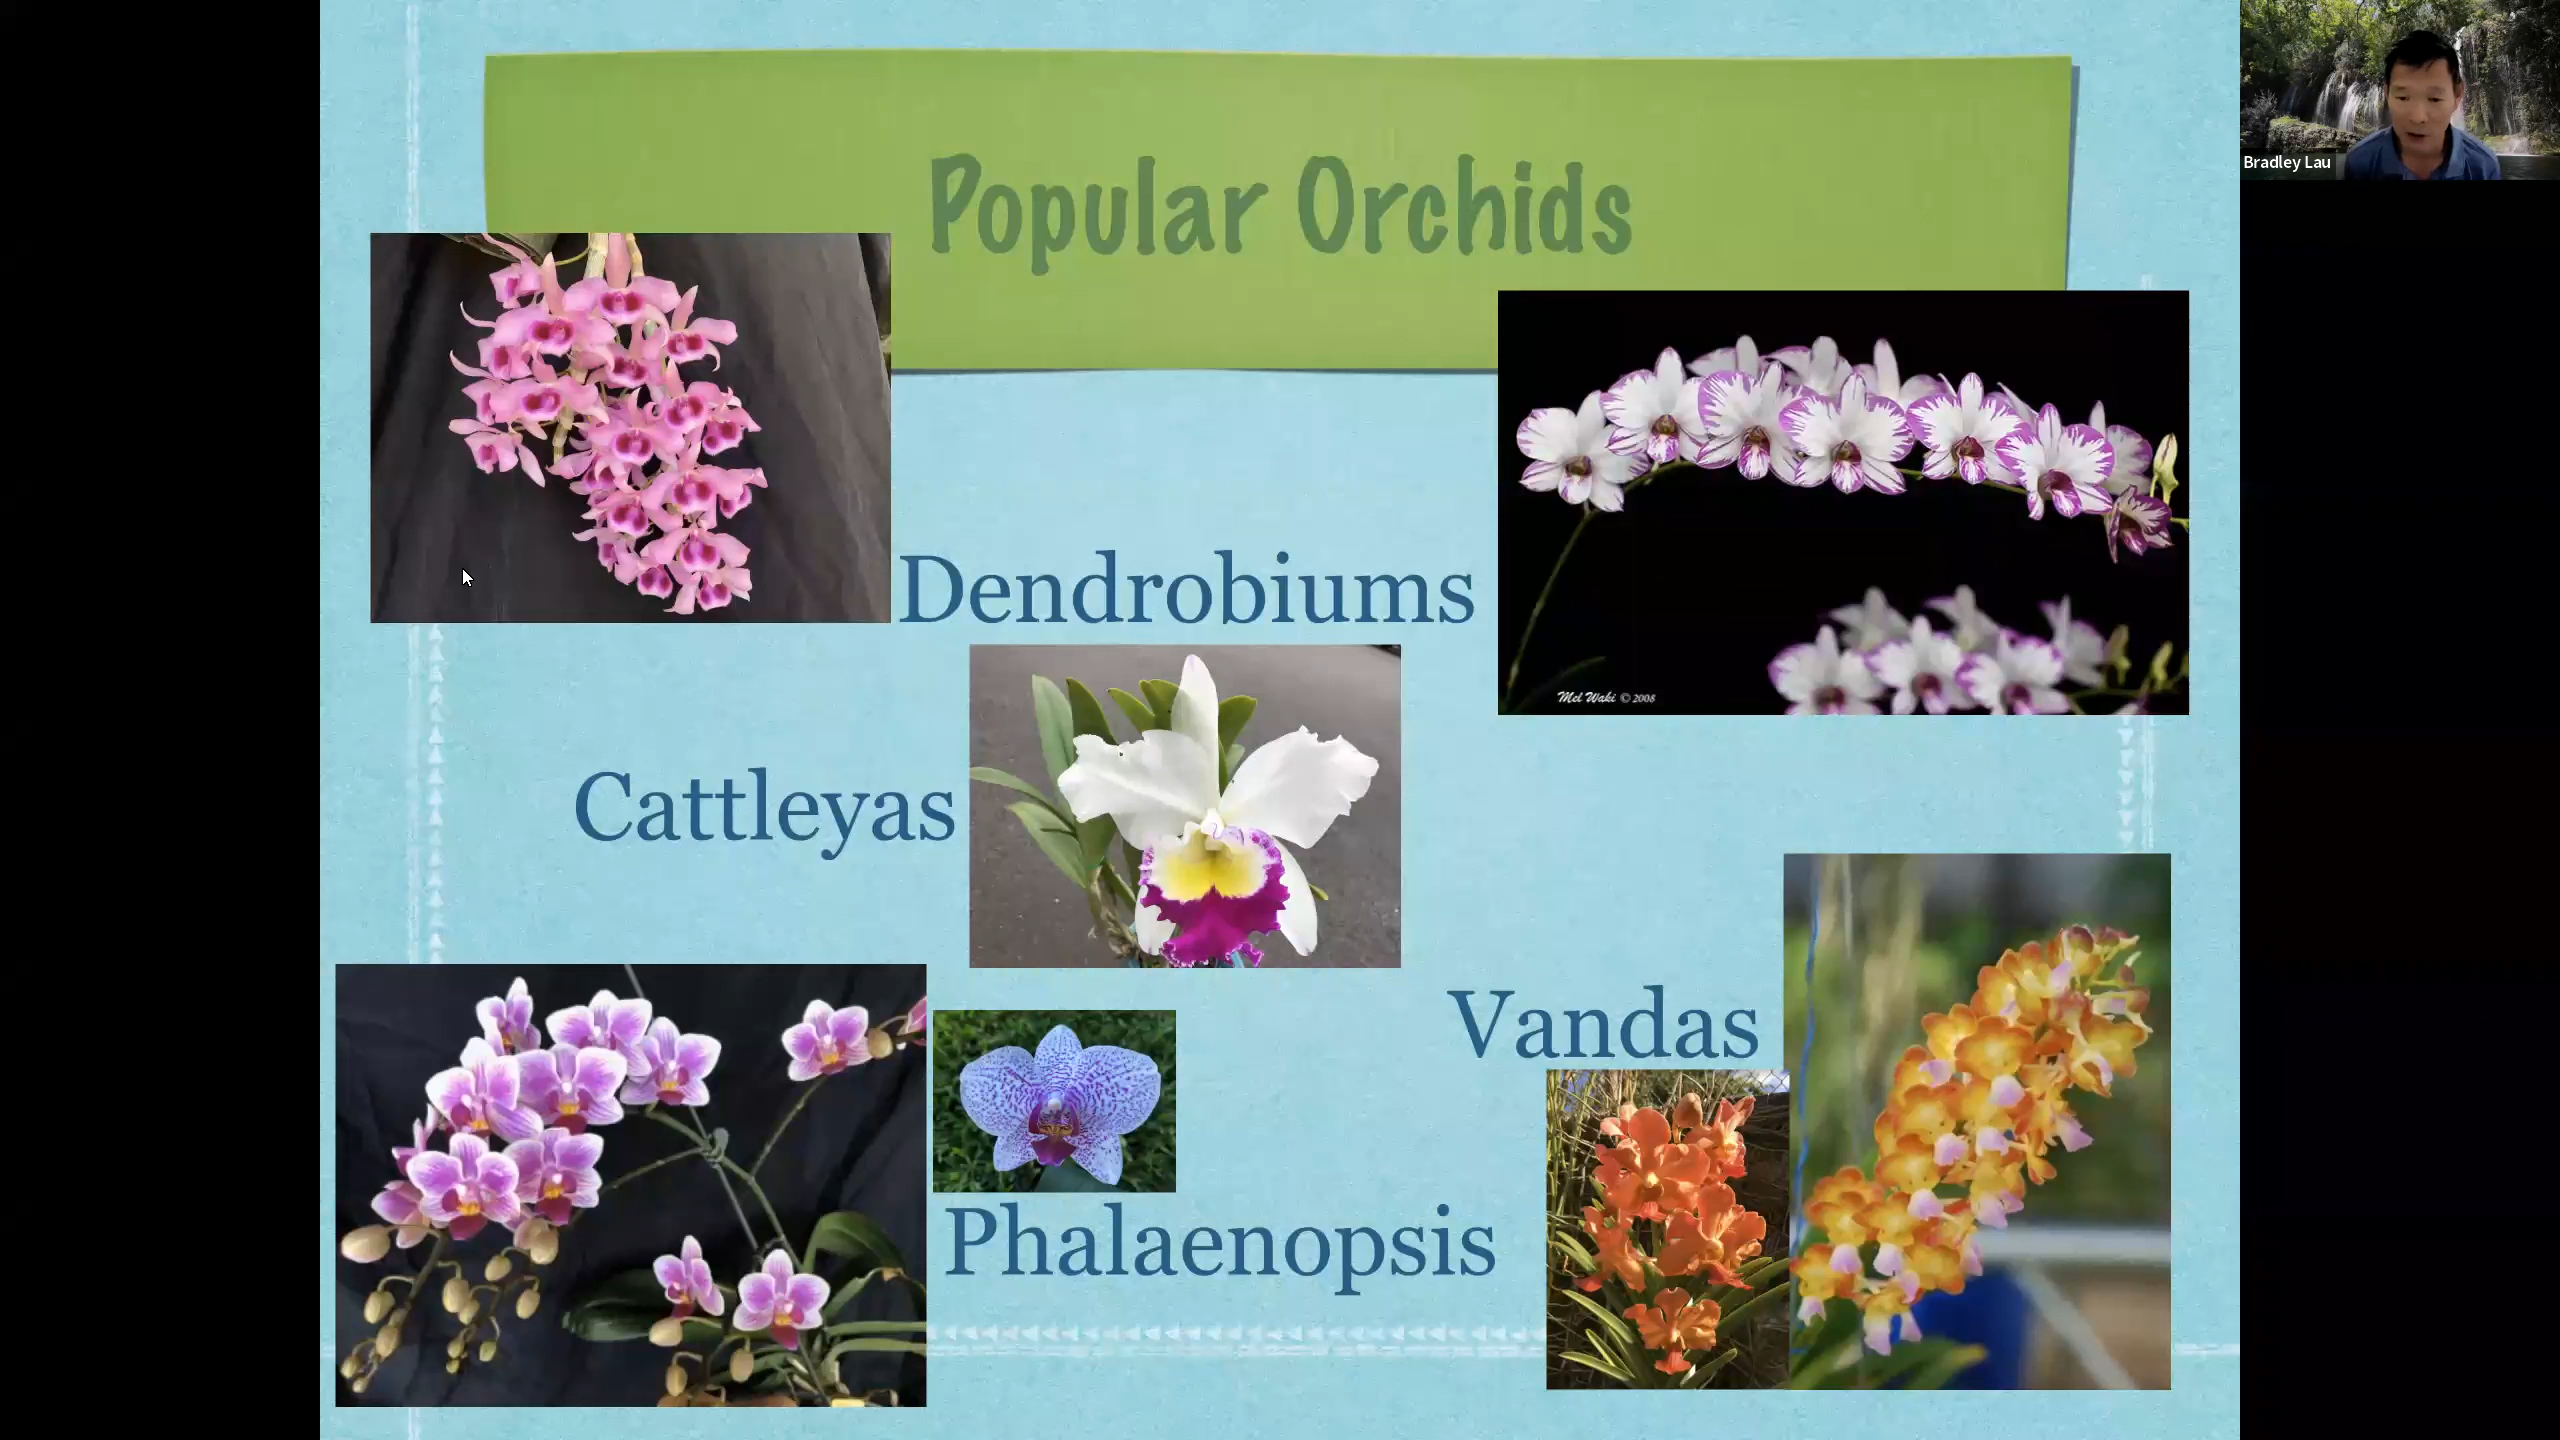 Popular Orchids
Bradley Lau
Dendrobiums
Mel Waki © 2008
Cattleyas
Vandas
Phalaenopsis